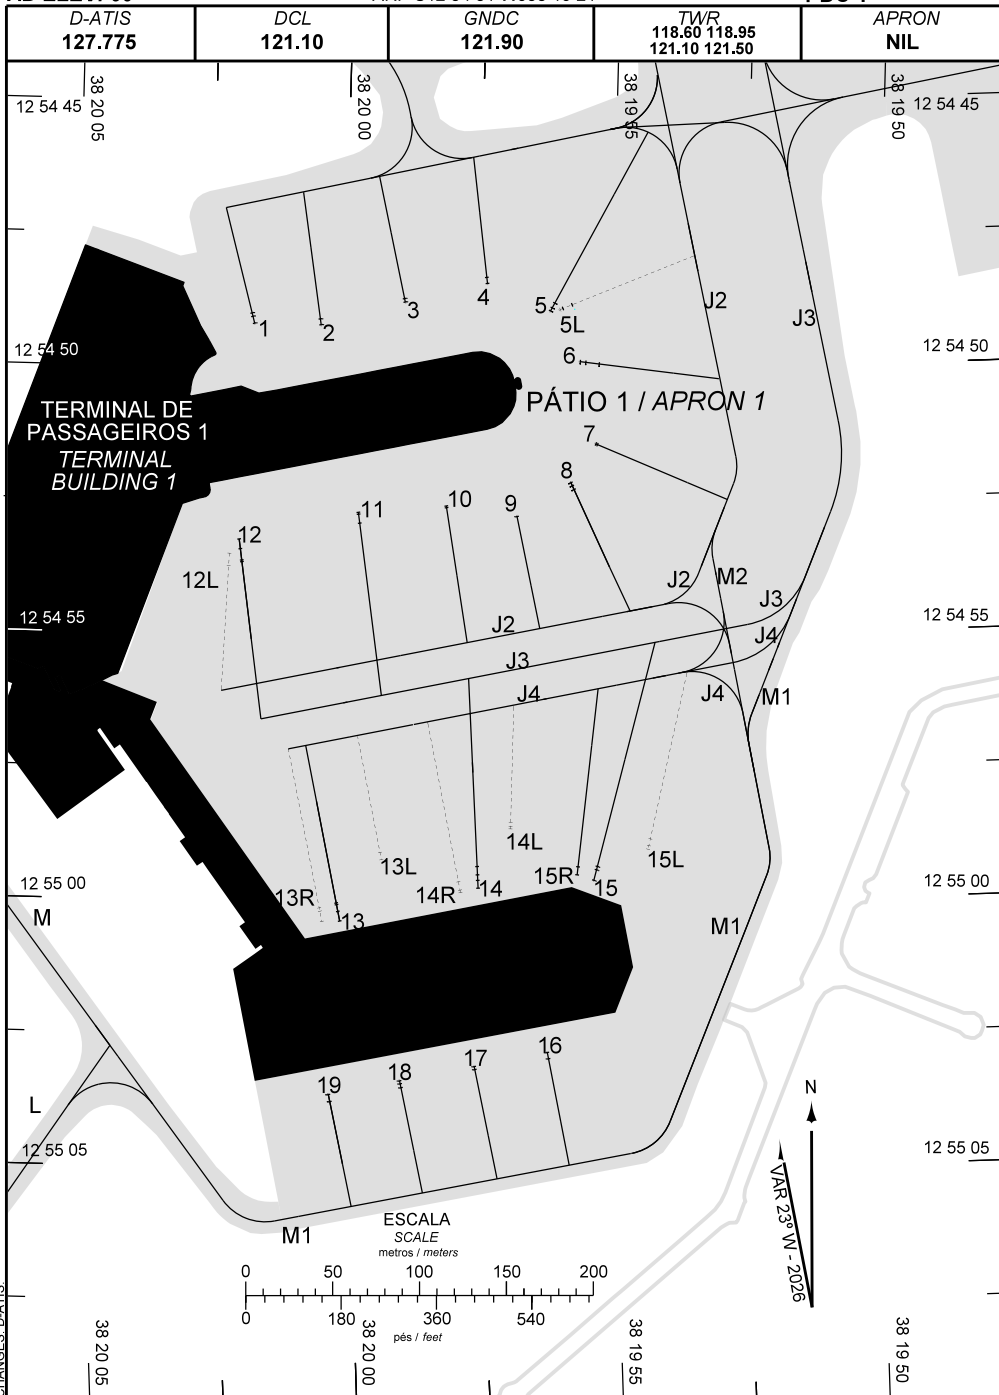 D-ATIS
127.775
DCL
121.10
GNDC
121.90
TWR
118.60 118.95
121.10 121.50
APRON
NIL
38 20 05
38 20 00
38 19 55
38 19 50
12 54 45
12 54 45
1
2
3
4
5
5L
J2
J3
12 54 50
12 54 50
6
PÁTIO 1 / APRON 1
TERMINAL DE
PASSAGEIROS 1
TERMINAL
BUILDING 1
7
8
9
10
11
12
12L
J2
M2
J3
J4
12 54 55
12 54 55
J2
J3
J4
J4
M1
13L
14L
15L
13R
13
14R
14
15R
15
12 55 00
12 55 00
M
M1
16
17
18
19
L
N
VAR 23º W - 2026
12 55 05
12 55 05
M1
ESCALA
SCALE
metros / meters
0 50 100 150 200
0 180 360 540
pés / feet
38 20 05
38 20 00
38 19 55
38 19 50